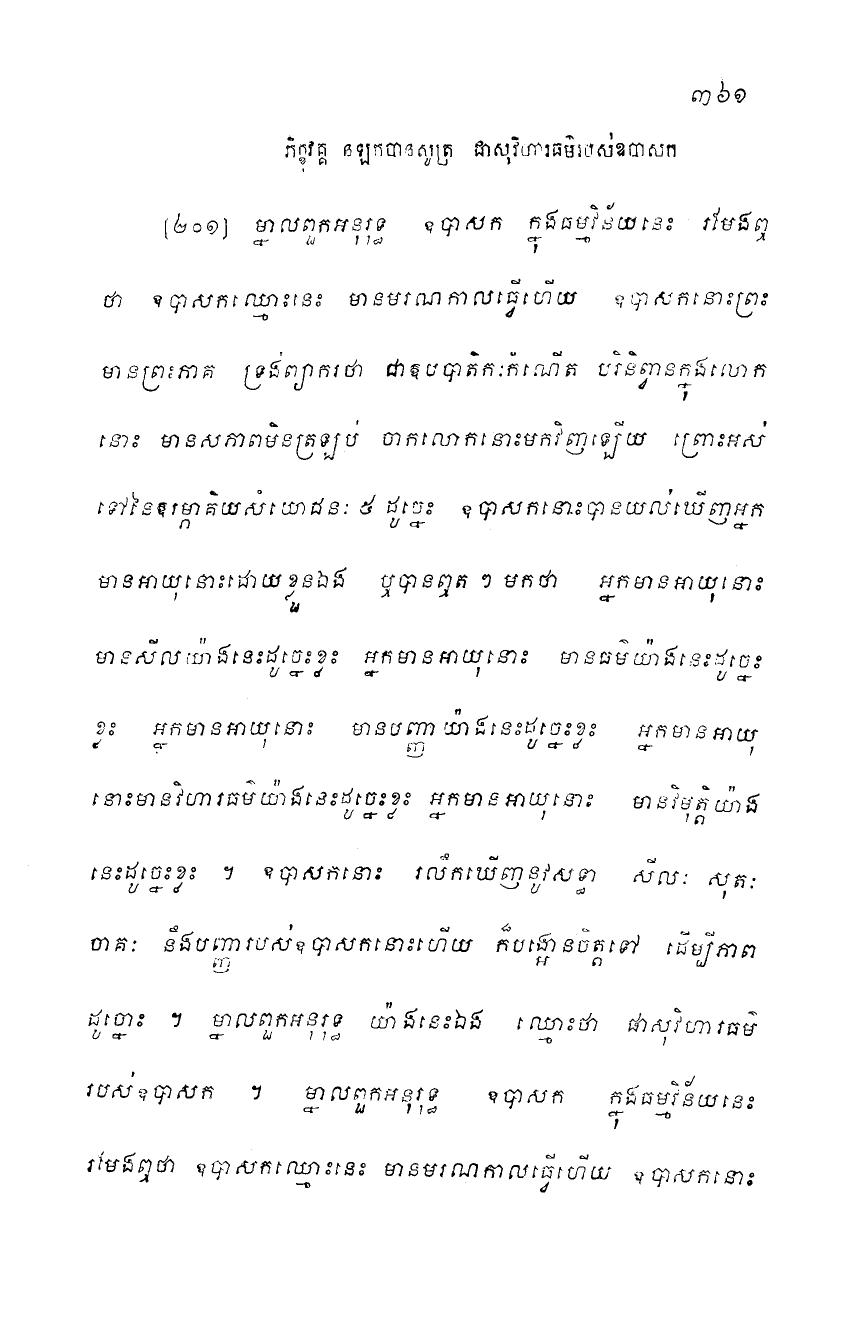 ៣៦១
ភិក្ខុវគ្គ នឡកបានសូត្រ ផាសុវិហារធម៌របស់ឧបាសក
[២០១] ម្នាលពួកអនុរុទ្ធ ឧបាសក ក្នុងធម្មវិន័យនេះ រមែងឮ
ថា ឧបាសកឈ្មោះនេះ មានមរណកាលធ្វើហើយ ឧបាសកនោះព្រះ
មានព្រះភាគ ទ្រង់ព្យាករថា ជាឱបបាតិកៈកំណើត បរិនិព្វានក្នុងលោក
នោះ មានសភាពមិនត្រឡប់ ចាកលោកនោះមកវិញឡើយ ព្រោះអស់
ទៅនៃឱរម្ភាគិយសំយោជនៈ ៥ ដូច្នេះ ឧបាសកនោះបានយល់ឃើញអ្នក
មានអាយុនោះដោយខ្លួនឯង ឬបានឮត ៗ មកថា អ្នកមានអាយុនោះ
មានសីលយ៉ាងនេះដូច្នេះខ្លះ អ្នកមានអាយុនោះ មានធម៌យ៉ាងនេះដូច្នេះ
ខ្លះ អ្នកមានអាយុនោះ មានបញ្ញាយ៉ាងនេះដូច្នេះខ្លះ អ្នកមានអាយុ
នោះមានវិហារធម៌យ៉ាងនេះដូច្នេះខ្លះ អ្នកមានអាយុនោះ មានវិមុត្តិយ៉ាង
នេះដូច្នេះខ្លះ ។ ឧបាសកនោះ រលឹកឃើញនូវសទ្ធា សីលៈ សុតៈ
ចាគៈ នឹងបញ្ញារបស់ឧបាសកនោះហើយ ក៏បង្អោនចិត្តទៅ ដើម្បីភាព
ដូច្នោះ ។ ម្នាលពួកអនុរុទ្ធ យ៉ាងនេះឯង ឈ្មោះថា ផាសុវិហារធម៌
របស់ឧបាសក ។ ម្នាលពួកអនុរុទ្ធ ឧបាសក ក្នុងធម្មវិន័យនេះ
រមែងឮថា ឧបាសកឈ្មោះនេះ មានមរណកាលធ្វើហើយ ឧបាសកនោះ